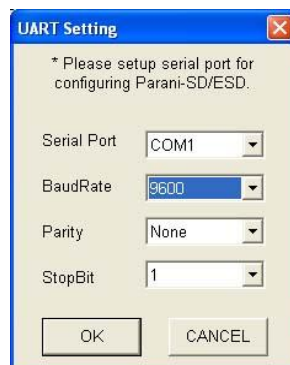 UART Setting
* Please setup serial port for
configuring Parani-SD/ESD.
Serial Port COM1
BaudRate 9600
Parity None
StopBit 1
OK CANCEL